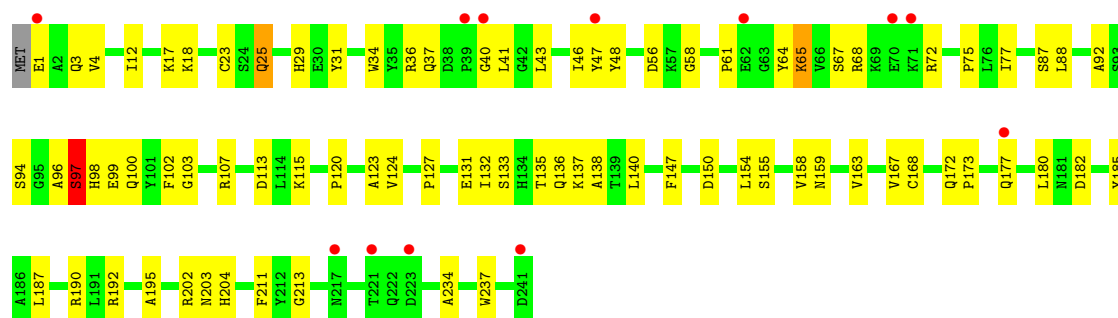 MET E1 A2 Q3 V4 I12 K17 K18 C23 S24 Q25 H29 E30 Y31 W34 Y35 R36 Q37 D38 P39 G40 L41 G42 L43 I46 Y47 Y48 D56 K57 G58 P61 E62 G63 Y64 K65 V66 S67 R68 K69 E70 K71 R72 P75 L76 I77 S87 L88 A92 S93
S94 G95 A96 S97 H98 E99 Q100 Y101 F102 G103 R107 D113 L114 K115 P120 A123 V124 P127 E131 I132 S133 H134 T135 Q136 K137 A138 T139 L140 F147 D150 L154 S155 V158 N159 V163 V167 C168 Q172 P173 Q177 L180 N181 D182 Y185
A186 L187 R190 L191 R192 A195 R202 N203 H204 F211 Y212 G213 N217 T221 Q222 D223 A234 W237 D241